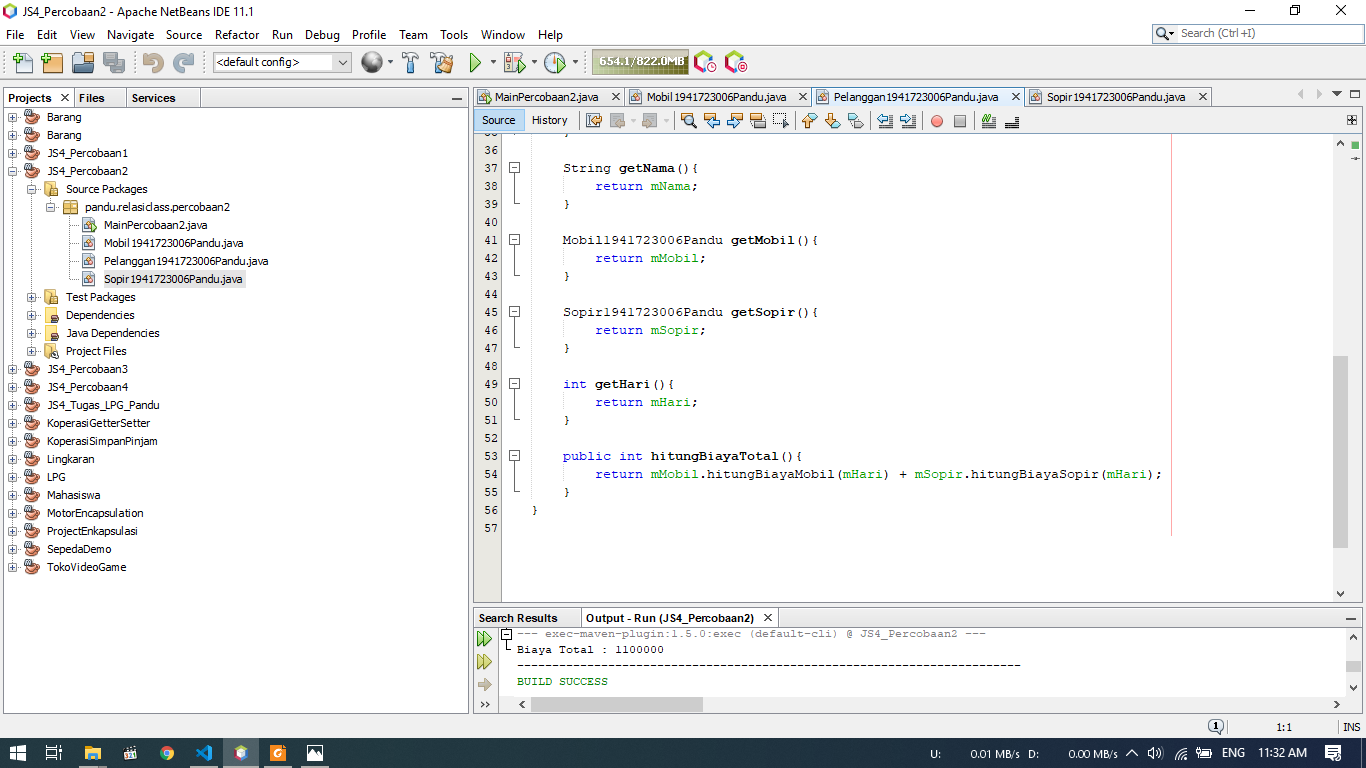 JS4_Percobaan2 - Apache NetBeans IDE 11.1
File Edit View Navigate Source Refactor Run Debug Profile Team Tools Window Help
Search (Ctrl+I)
<default config>
654.1/822.0MB
Projects Files Services
Barang
Barang
JS4_Percobaan1
JS4_Percobaan2
Source Packages
pandu.relasiclass.percobaan2
MainPercobaan2.java
Mobil1941723006Pandu.java
Pelanggan1941723006Pandu.java
Sopir1941723006Pandu.java
Test Packages
Dependencies
Java Dependencies
Project Files
JS4_Percobaan3
JS4_Percobaan4
JS4_Tugas_LPG_Pandu
KoperasiGetterSetter
KoperasiSimpanPinjam
Lingkaran
LPG
Mahasiswa
MotorEncapsulation
ProjectEnkapsulasi
SepedaDemo
TokoVideoGame
MainPercobaan2.java Mobil1941723006Pandu.java Pelanggan1941723006Pandu.java Sopir1941723006Pandu.java
Source History
35 }
36
37 String getNama(){
38 return mNama;
39 }
40
41 Mobil1941723006Pandu getMobil(){
42 return mMobil;
43 }
44
45 Sopir1941723006Pandu getSopir(){
46 return mSopir;
47 }
48
49 int getHari(){
50 return mHari;
51 }
52
53 public int hitungBiayaTotal(){
54 return mMobil.hitungBiayaMobil(mHari) + mSopir.hitungBiayaSopir(mHari);
55 }
56 }
57
Search Results Output - Run (JS4_Percobaan2)
--- exec-maven-plugin:1.5.0:exec (default-cli) @ JS4_Percobaan2 ---
Biaya Total : 1100000
------------------------------------------------------------------------
BUILD SUCCESS
1 1:1 INS
U: 0.01 MB/s D: 0.00 MB/s ENG 11:32 AM